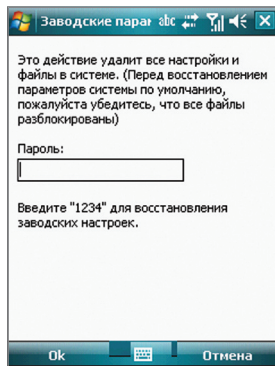 Заводские парам abc
Это действие удалит все настройки и
файлы в системе. (Перед восстановлением
параметров системы по умолчанию,
пожалуйста убедитесь, что все файлы
разблокированы)
Пароль:
Введите "1234" для восстановления
заводских настроек.
Ok Отмена